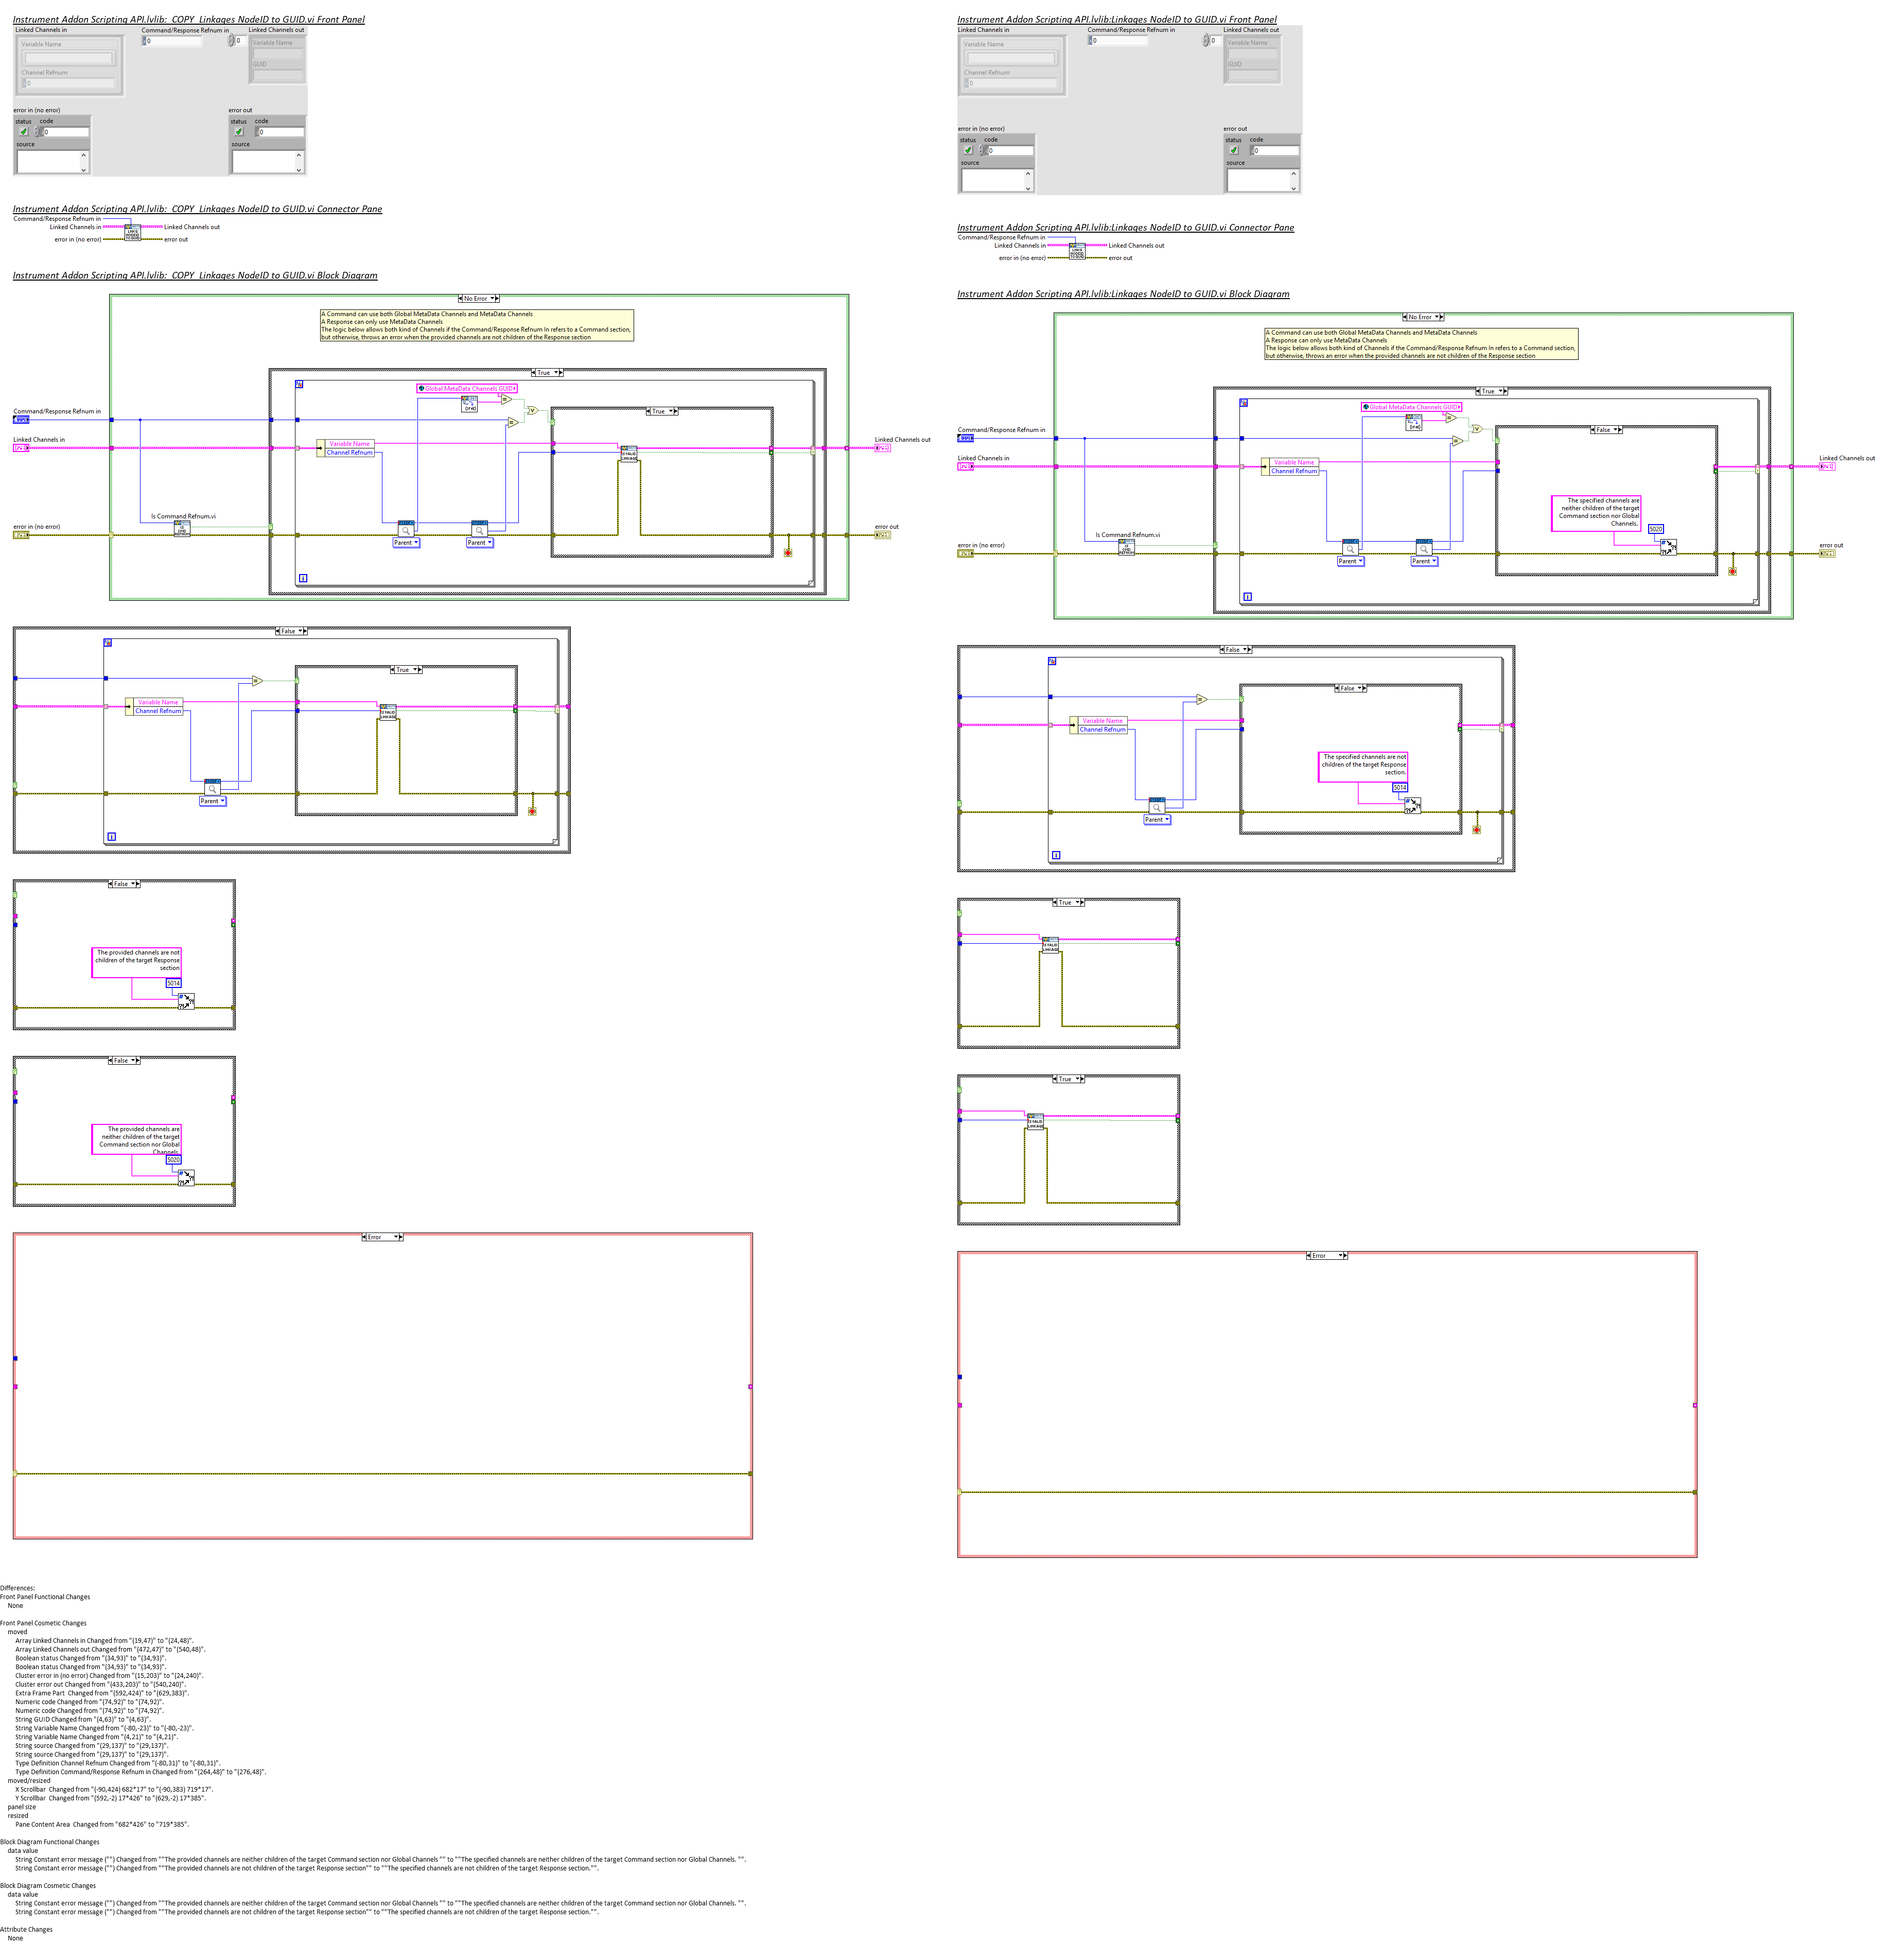 Instrument Addon Scripting API.lvlib:_COPY_Linkages NodeID to GUID.vi Front Panel
Linked Channels in
Command/Response Refnum in
Linked Channels out
Variable Name
0
0
Variable Name
GUID
Channel Refnum
0
error in (no error)
error out
status code
0
status code
0
source
source
Instrument Addon Scripting API.lvlib:_COPY_Linkages NodeID to GUID.vi Connector Pane
Command/Response Refnum in
Linked Channels in
Linked Channels out
error in (no error)
error out
Instrument Addon Scripting API.lvlib:_COPY_Linkages NodeID to GUID.vi Block Diagram
No Error
A Command can use both Global MetaData Channels and MetaData Channels
A Response can only use MetaData Channels
The logic below allows both kind of Channels if the Command/Response Refnum In refers to a Command section,
but otherwise, throws an error when the provided channels are not children of the Response section
True
Global MetaData Channels GUID
True
Command/Response Refnum in
Linked Channels in
Variable Name
Channel Refnum
IS VALID
LINKAGE
Linked Channels out
Is Command Refnum.vi
error in (no error)
Parent
Parent
error out
i
False
True
Variable Name
Channel Refnum
IS VALID
LINKAGE
Parent
i
False
The provided channels are not
children of the target Response
section
5014
False
The provided channels are
neither children of the target
Command section nor Global
Channels.
5020
Error
Instrument Addon Scripting API.lvlib:Linkages NodeID to GUID.vi Front Panel
Linked Channels in
Command/Response Refnum in
Linked Channels out
Variable Name
0
0
Variable Name
GUID
Channel Refnum
0
error in (no error)
error out
status code
0
status code
0
source
source
Instrument Addon Scripting API.lvlib:Linkages NodeID to GUID.vi Connector Pane
Command/Response Refnum in
Linked Channels in
Linked Channels out
error in (no error)
error out
Instrument Addon Scripting API.lvlib:Linkages NodeID to GUID.vi Block Diagram
No Error
A Command can use both Global MetaData Channels and MetaData Channels
A Response can only use MetaData Channels
The logic below allows both kind of Channels if the Command/Response Refnum In refers to a Command section,
but otherwise, throws an error when the provided channels are not children of the Response section
True
Global MetaData Channels GUID
False
Command/Response Refnum in
Linked Channels in
Variable Name
Channel Refnum
Linked Channels out
The specified channels are
neither children of the target
Command section nor Global
Channels.
5020
Is Command Refnum.vi
error in (no error)
Parent
Parent
error out
i
False
False
Variable Name
Channel Refnum
The specified channels are not
children of the target Response
section.
5014
Parent
i
True
IS VALID
LINKAGE
True
IS VALID
LINKAGE
Error
Differences:
Front Panel Functional Changes
None
Front Panel Cosmetic Changes
moved
Array Linked Channels in Changed from "(19,47)" to "(24,48)".
Array Linked Channels out Changed from "(472,47)" to "(540,48)".
Boolean status Changed from "(34,93)" to "(34,93)".
Boolean status Changed from "(34,93)" to "(34,93)".
Cluster error in (no error) Changed from "(15,203)" to "(24,240)".
Cluster error out Changed from "(433,203)" to "(540,240)".
Extra Frame Part  Changed from "(592,424)" to "(629,383)".
Numeric code Changed from "(74,92)" to "(74,92)".
Numeric code Changed from "(74,92)" to "(74,92)".
String GUID Changed from "(4,63)" to "(4,63)".
String Variable Name Changed from "(-80,-23)" to "(-80,-23)".
String Variable Name Changed from "(4,21)" to "(4,21)".
String source Changed from "(29,137)" to "(29,137)".
String source Changed from "(29,137)" to "(29,137)".
Type Definition Channel Refnum Changed from "(-80,31)" to "(-80,31)".
Type Definition Command/Response Refnum in Changed from "(264,48)" to "(276,48)".
moved/resized
X Scrollbar  Changed from "(-90,424) 682*17" to "(-90,383) 719*17".
Y Scrollbar  Changed from "(592,-2) 17*426" to "(629,-2) 17*385".
panel size
resized
Pane Content Area  Changed from "682*426" to "719*385".
Block Diagram Functional Changes
data value
String Constant error message ("") Changed from ""The provided channels are neither children of the target Command section nor Global Channels "" to ""The specified channels are neither children of the target Command section nor Global Channels. "".
String Constant error message ("") Changed from ""The provided channels are not children of the target Response section"" to ""The specified channels are not children of the target Response section."".
Block Diagram Cosmetic Changes
data value
String Constant error message ("") Changed from ""The provided channels are neither children of the target Command section nor Global Channels "" to ""The specified channels are neither children of the target Command section nor Global Channels. "".
String Constant error message ("") Changed from ""The provided channels are not children of the target Response section"" to ""The specified channels are not children of the target Response section."".
Attribute Changes
None